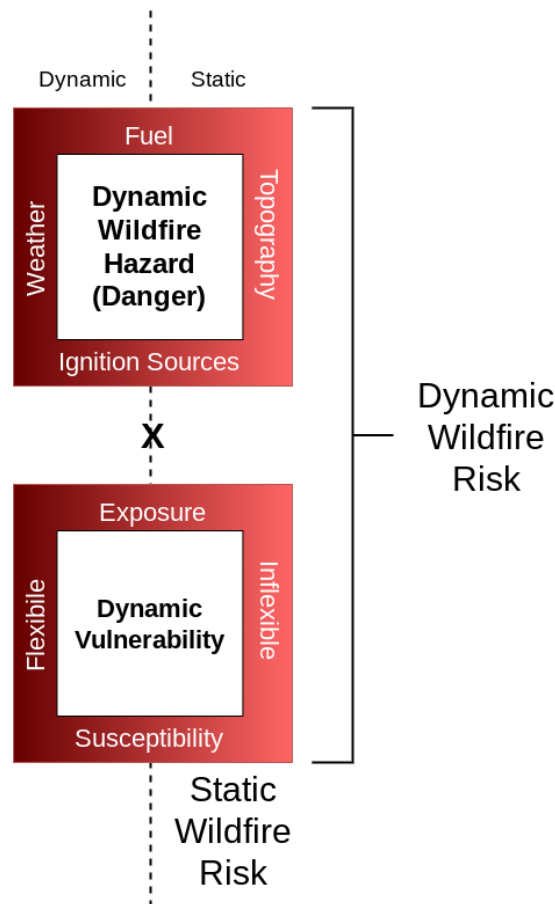 Dynamic
Static
Fuel
Weather
Dynamic
Wildfire
Hazard
(Danger)
Topography
Ignition Sources
X
Exposure
Flexibile
Dynamic
Vulnerability
Inflexible
Susceptibility
Dynamic
Wildfire
Risk
Static
Wildfire
Risk